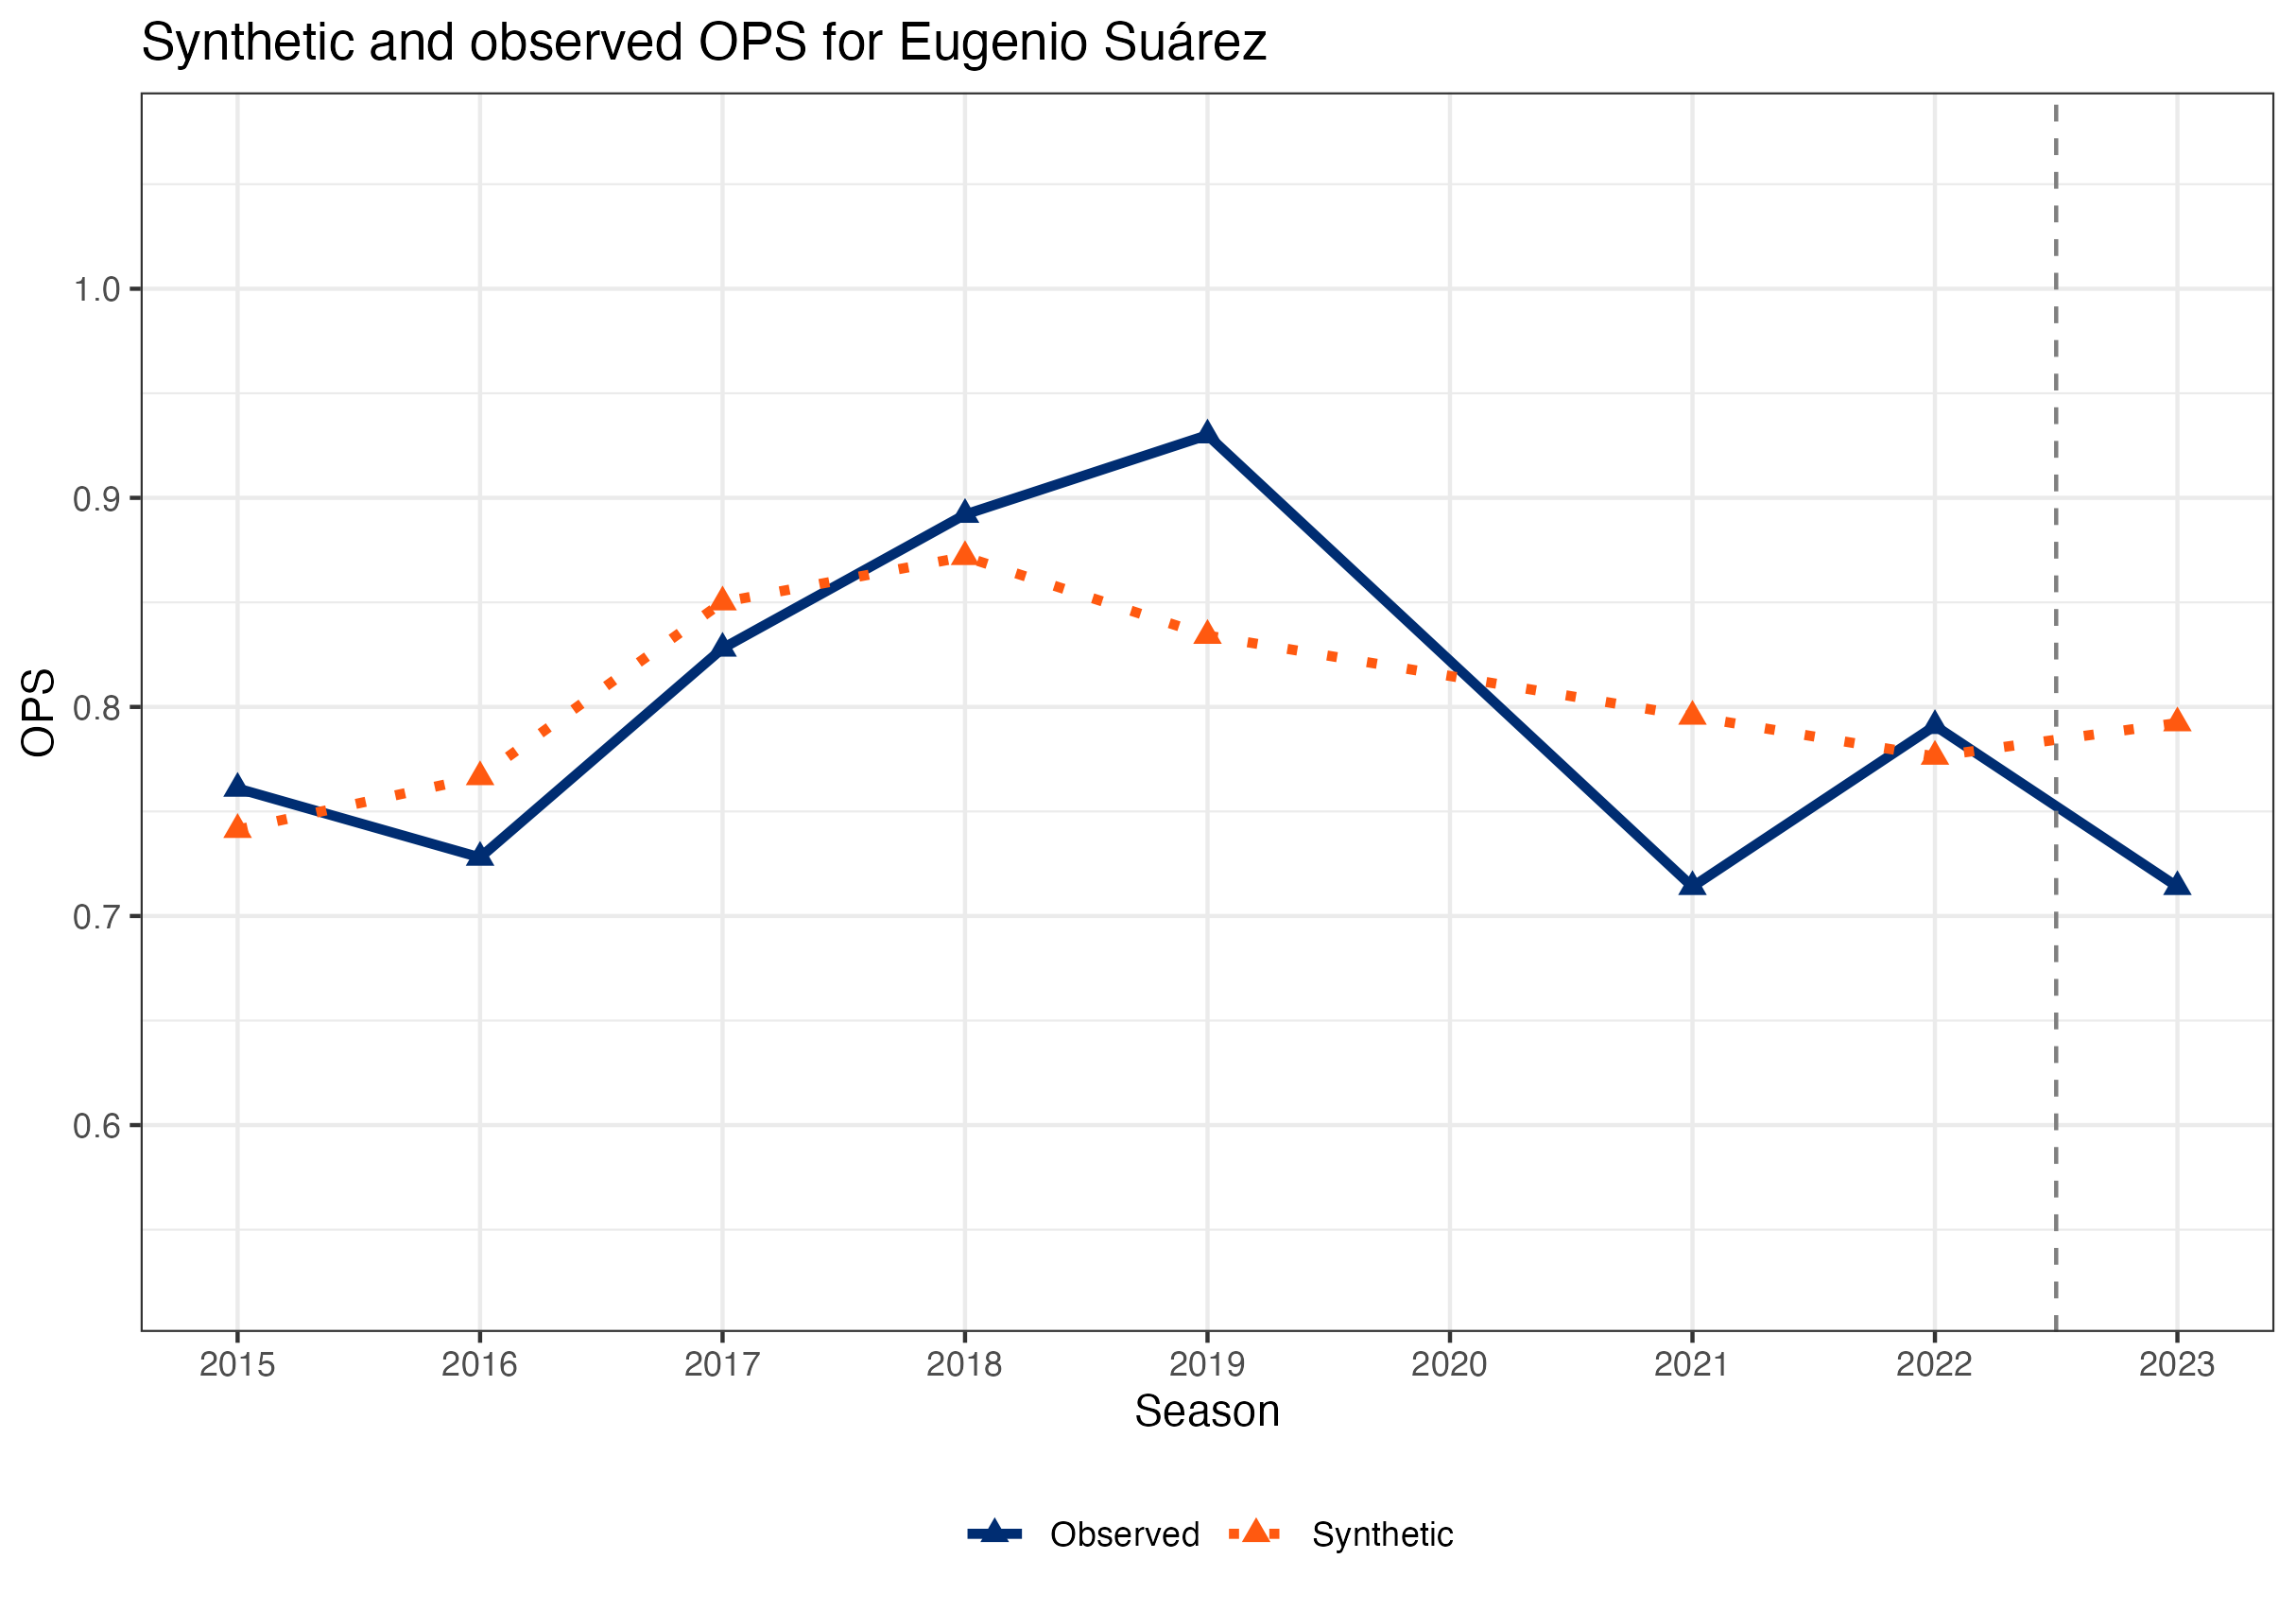 Synthetic and observed OPS for Eugenio Suárez
OPS
1.0
0.9
0.8
0.7
0.6
2015 2016 2017 2018 2019 2020 2021 2022 2023
Season
Observed Synthetic